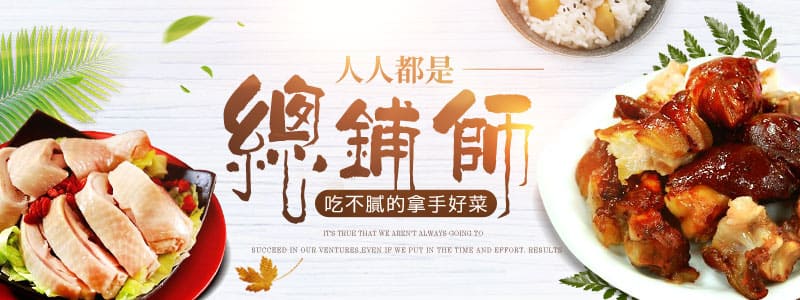 人人都是
總鋪師
吃不膩的拿手好菜
IT'S TRUE THAT WE AREN'T ALWAYS GOING TO
SUCCEED IN OUR VENTURES,EVEN IF WE PUT IN THE TIME AND EFFORT. RESULTS